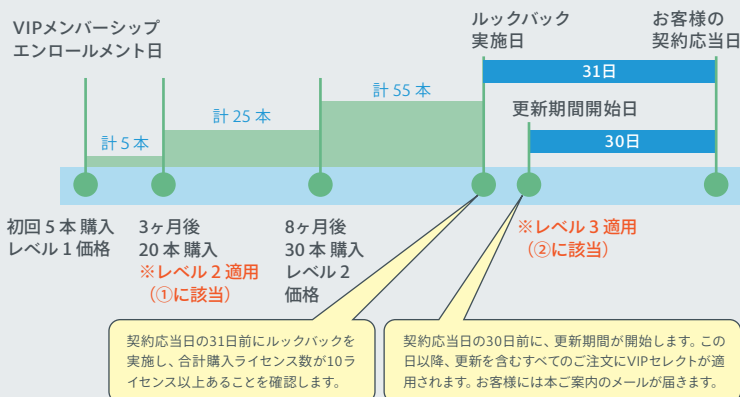 VIPメンバーシップ
エンロールメント日
ルックバック
実施日
お客様の
契約応当日
31日
計 55 本
更新期間開始日
計 25 本
30日
計 5 本
初回 5 本 購入
レベル 1 価格
3ヶ月後
20 本 購入
※レベル 2 適用
（①に該当）
8ヶ月後
30 本 購入
レベル 2
価格
※レベル 3 適用
（②に該当）
契約応当日の31日前にルックバックを
実施し、合計購入ライセンス数が10ラ
イセンス以上あることを確認します。
契約応当日の30日前に、更新期間が開始します。この
日以降、更新を含むすべてのご注文にVIPセレクトが適
用されます。お客様には本ご案内のメールが届きます。